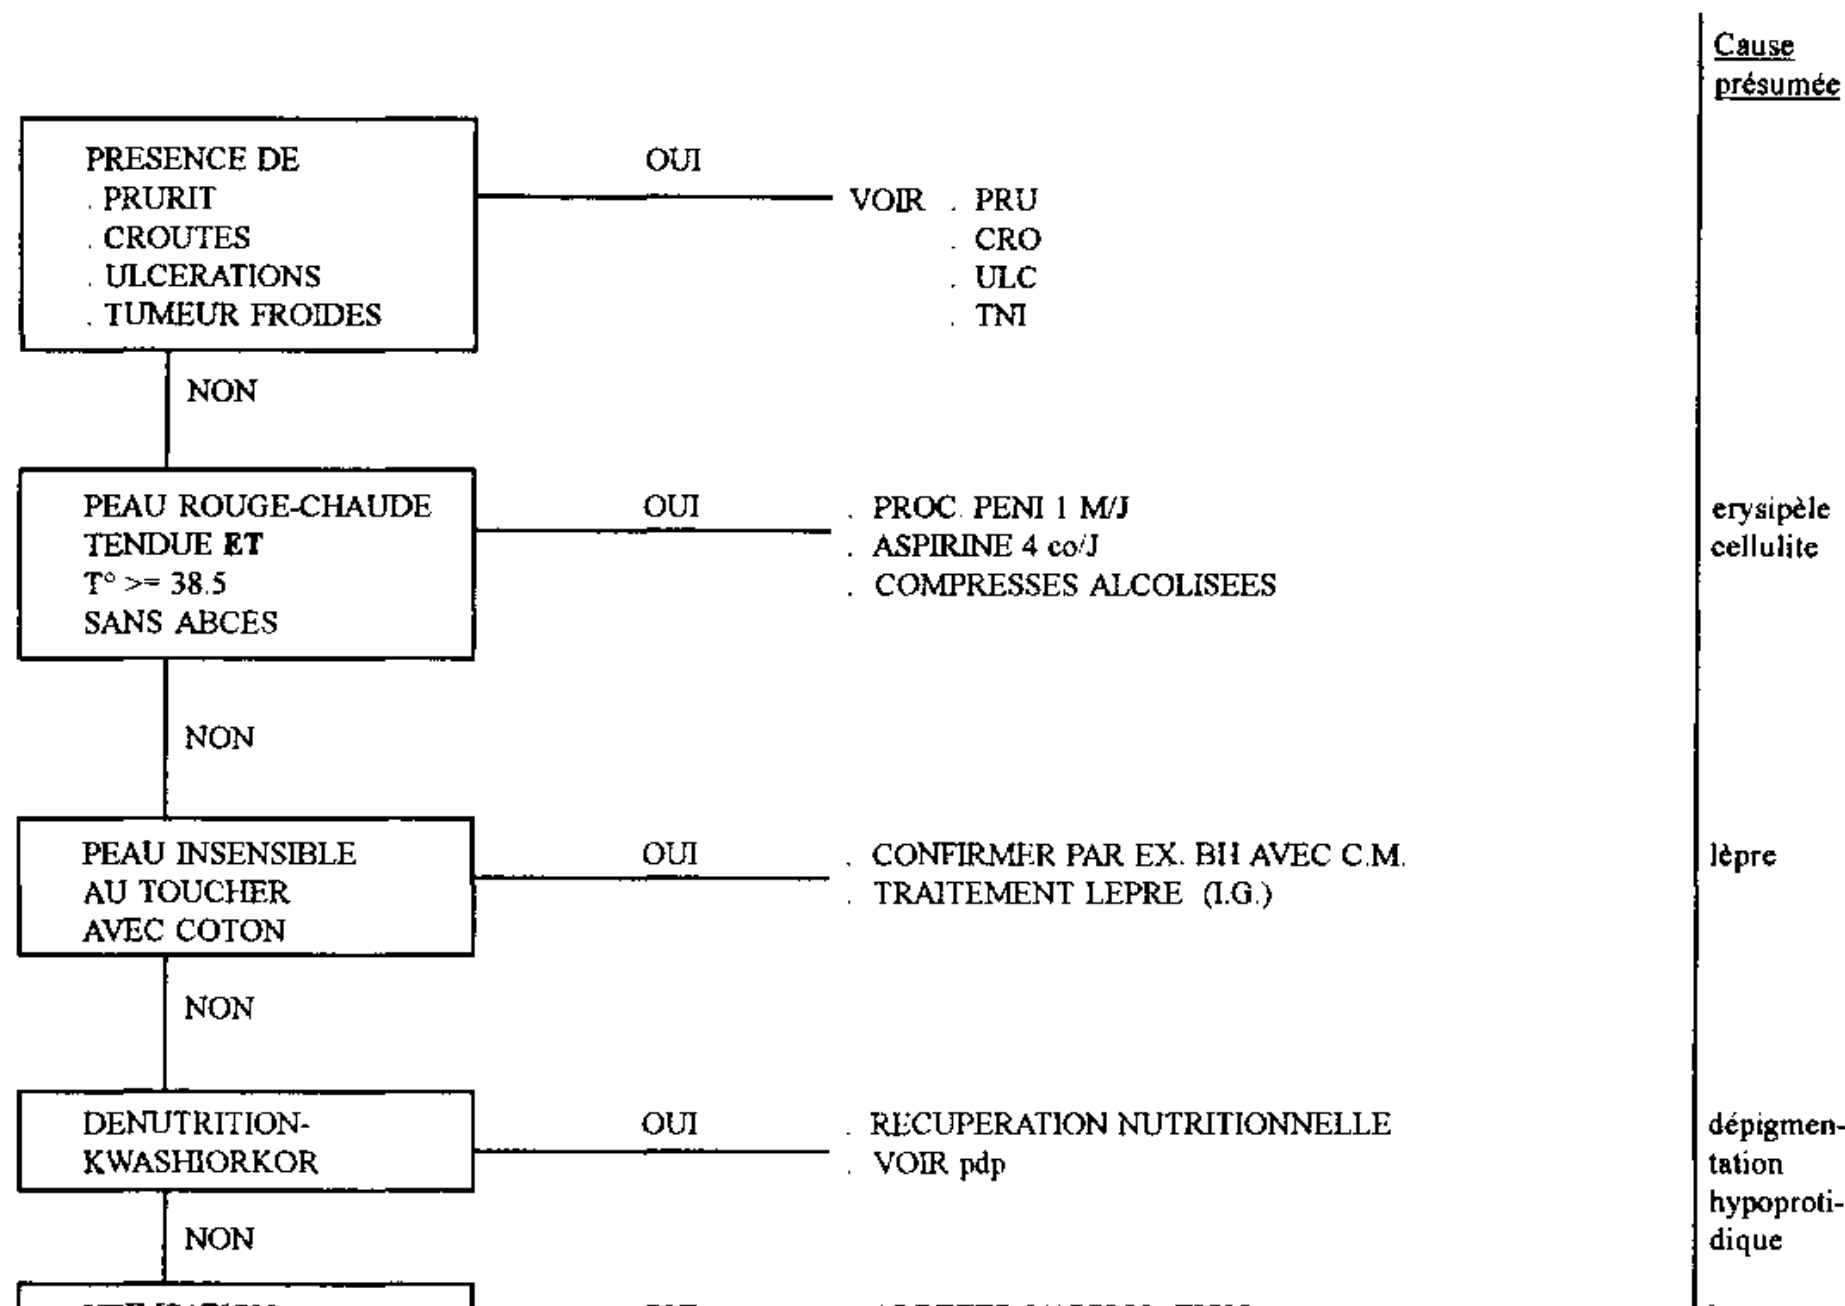 Cause
présumée
PRESENCE DE
. PRURIT
. CROUTES
. ULCERATIONS
. TUMEUR FROIDES
OUI
VOIR . PRU
. CRO
. ULC
. TNI
NON
PEAU ROUGE-CHAUDE
TENDUE ET
T° >= 38.5
SANS ABCES
OUI
. PROC. PENI 1 M/J
. ASPIRINE 4 co/J
. COMPRESSES ALCOLISEES
erysipèle
cellulite
NON
PEAU INSENSIBLE
AU TOUCHER
AVEC COTON
OUI
. CONFIRMER PAR EX. BH AVEC C.M.
. TRAITEMENT LEPRE (I.G.)
lèpre
NON
DENUTRITION-
KWASHIORKOR
OUI
. RECUPERATION NUTRITIONNELLE
. VOIR pdp
dépigmen-
tation
hypoproti-
dique
NON